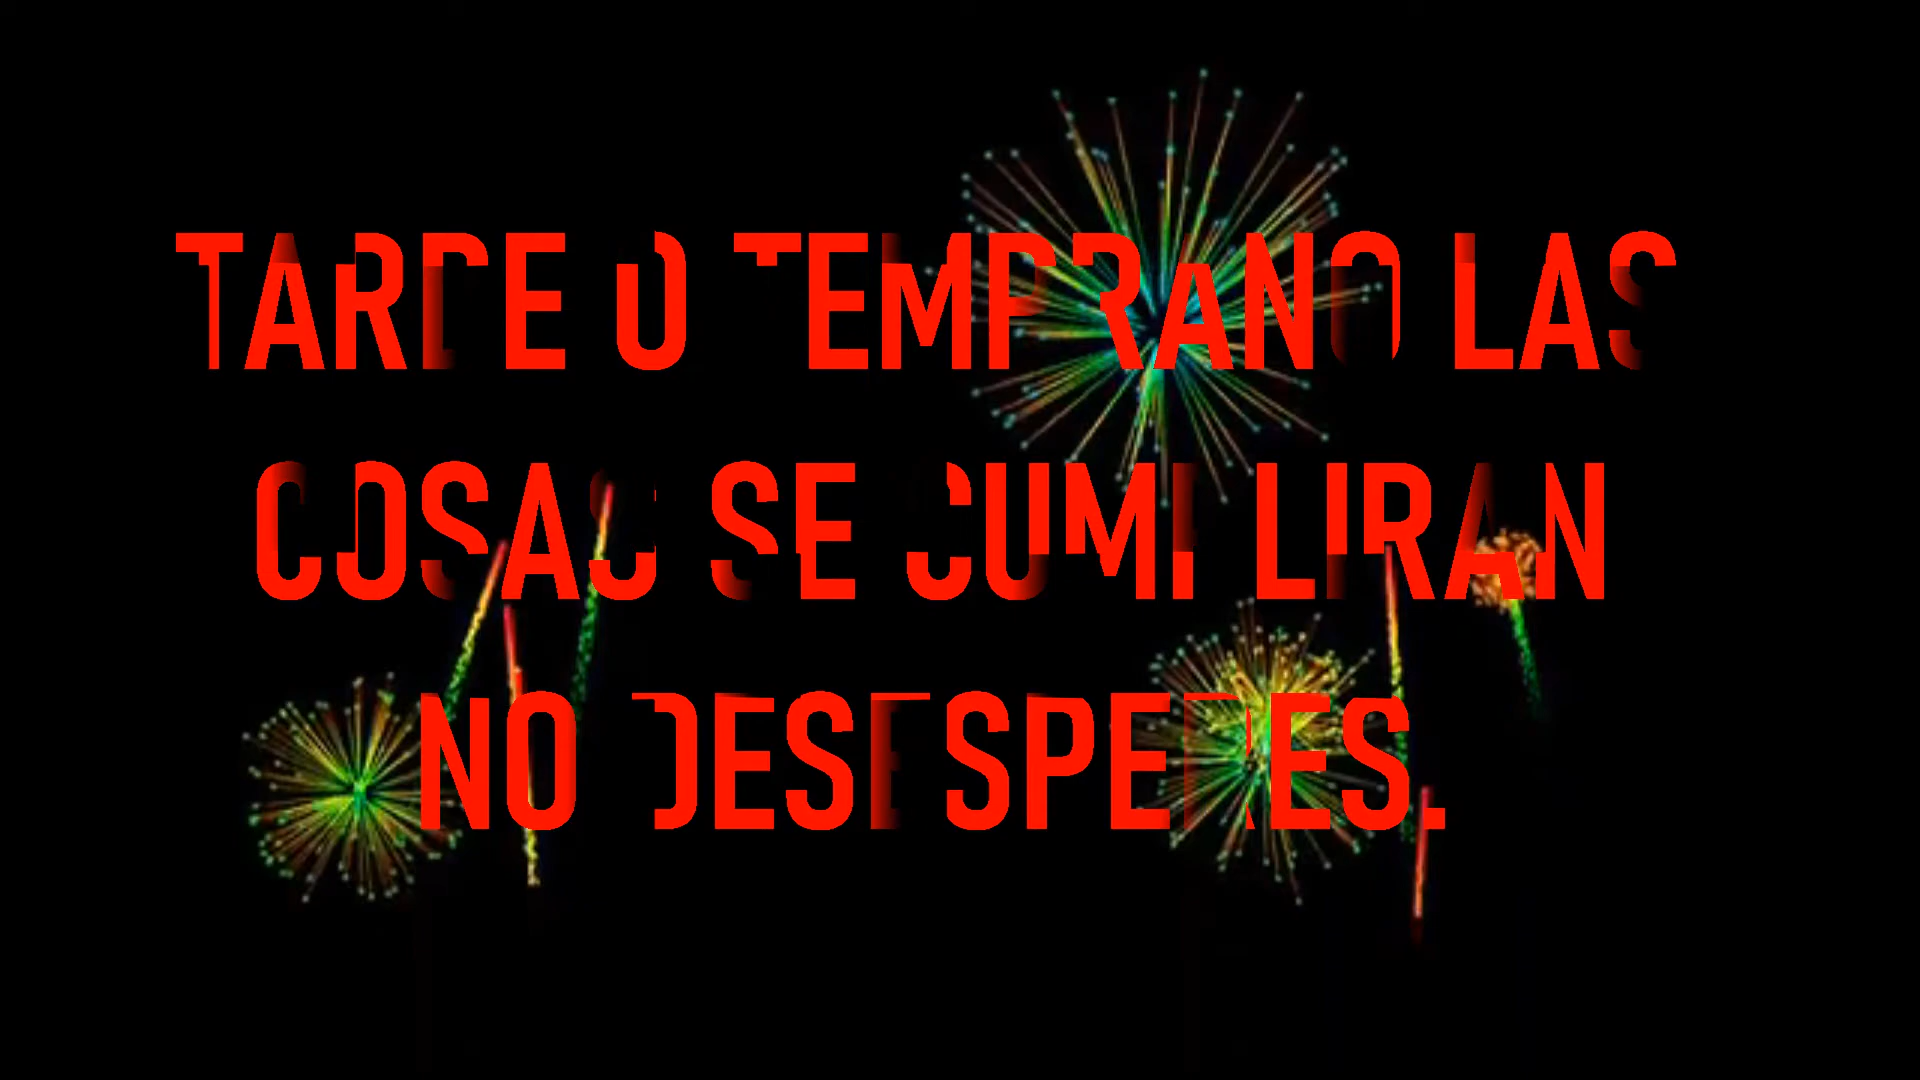 TARDE O TEMPRANO LAS
COSAS SE CUMPLIRAN
NO DESESPERES.